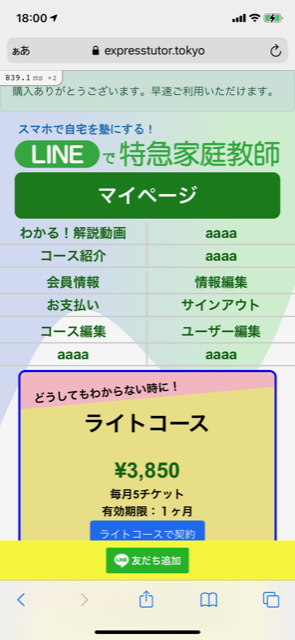 18:00
ぁあ expresstutor.tokyo
839.1 ms ×2
購入ありがとうございます。早速ご利用いただけます。
スマホで自宅を塾にする！
LINEで特急家庭教師
マイページ
わかる！解説動画 aaaa
コース紹介 aaaa
会員情報 情報編集
お支払い サインアウト
コース編集 ユーザー編集
aaaa aaaa
どうしてもわからない時に！
ライトコース
¥3,850
毎月5チケット
有効期限：１ヶ月
ライトコースで契約
LINE 友だち追加